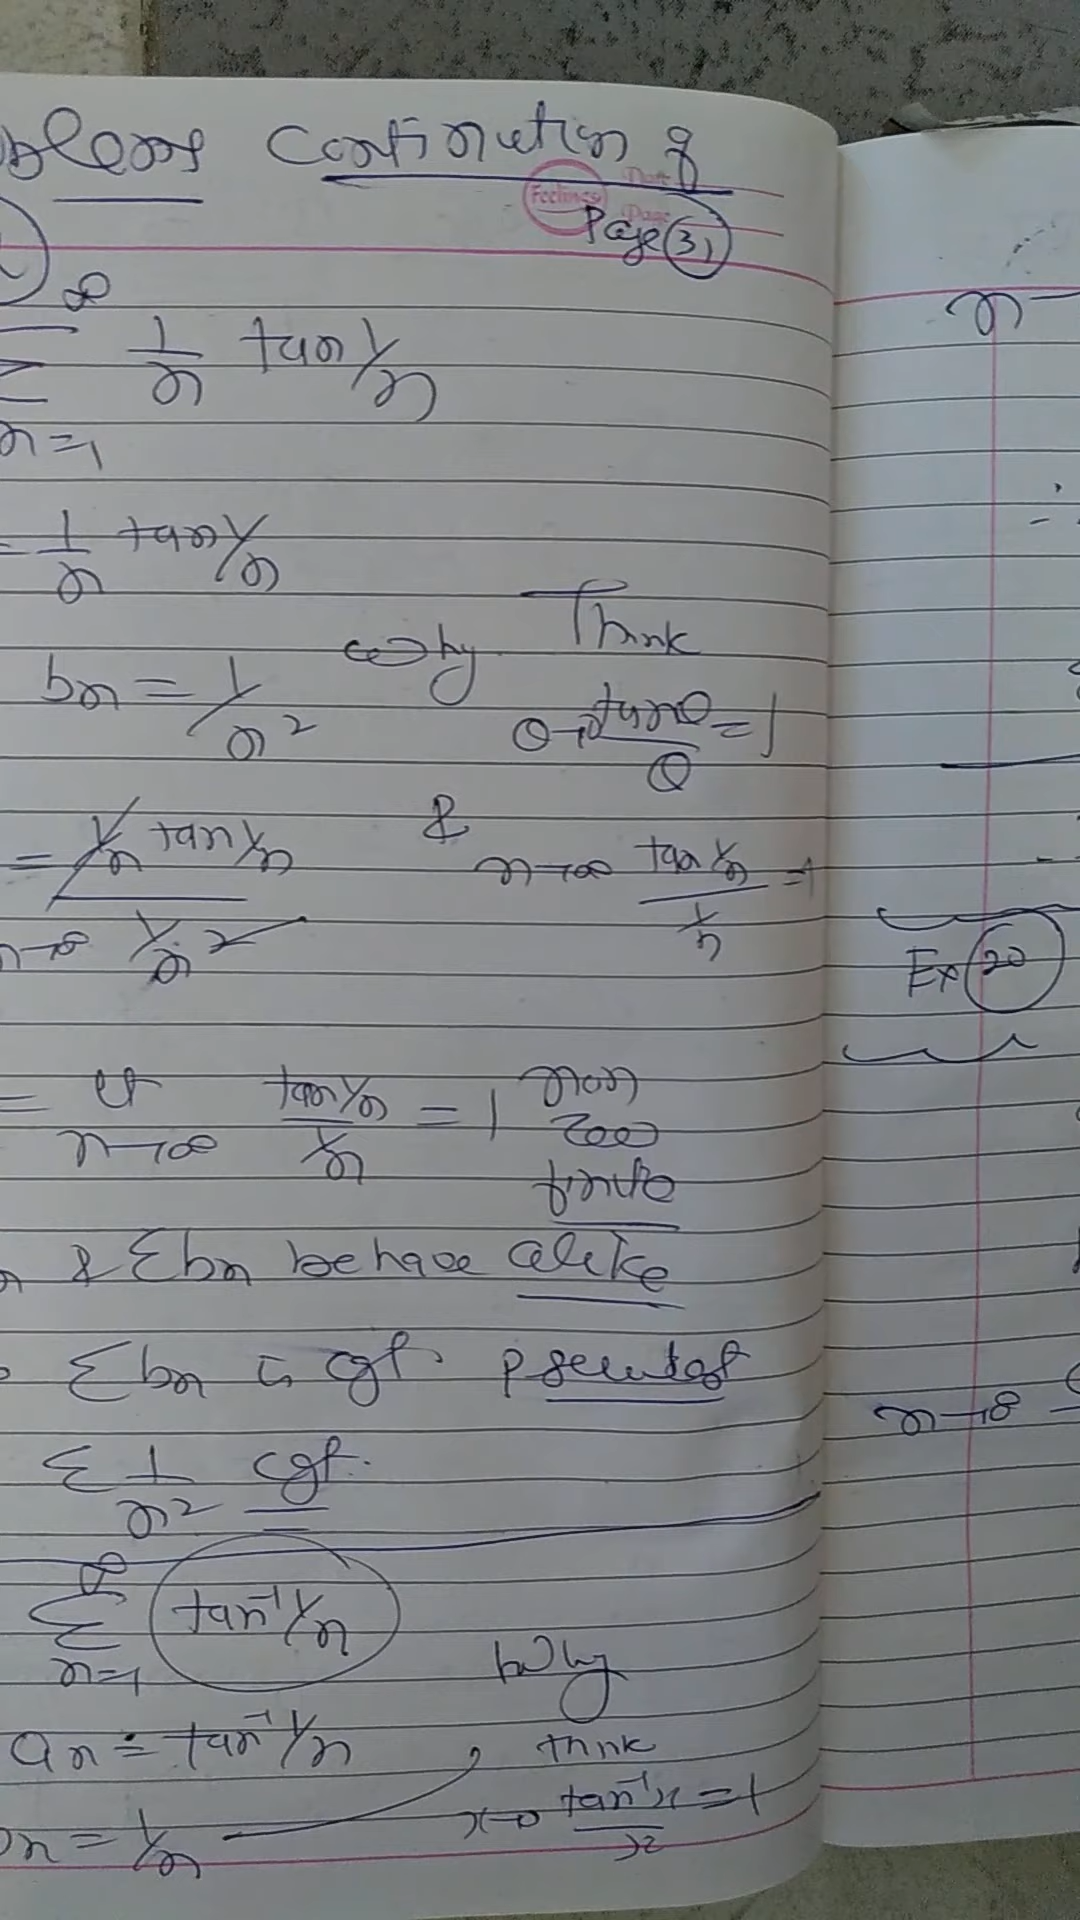 Continuation of
Feelings Date
Page
Page 31
∞
Σ 1/n tan 1/n
n=1
= 1/n tan 1/n
Think
bn = 1/n² why
θ→0 tanθ/θ = 1
= 1/n tan 1/n &
n→∞ tan 1/n / 1/n = 1
n→∞ 1/n²
= lt n→∞ tan 1/n / 1/n = 1 non
zero
finite
& Σbn behave alike
Σbn is cgt. P series test
Σ 1/n² cgt.
∞
Σ tan⁻¹ 1/n
n=1
why
an = tan⁻¹ 1/n , think
x→0 tan⁻¹x / x = 1
bn = 1/n
n→
Ex 20
n→∞